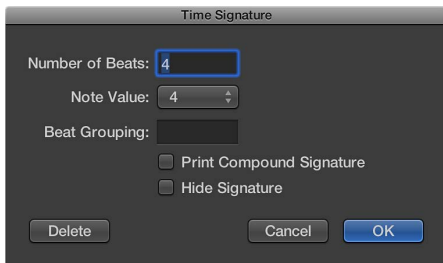 Time Signature
Number of Beats: 4
Note Value: 4
Beat Grouping:
Print Compound Signature
Hide Signature
Delete Cancel OK